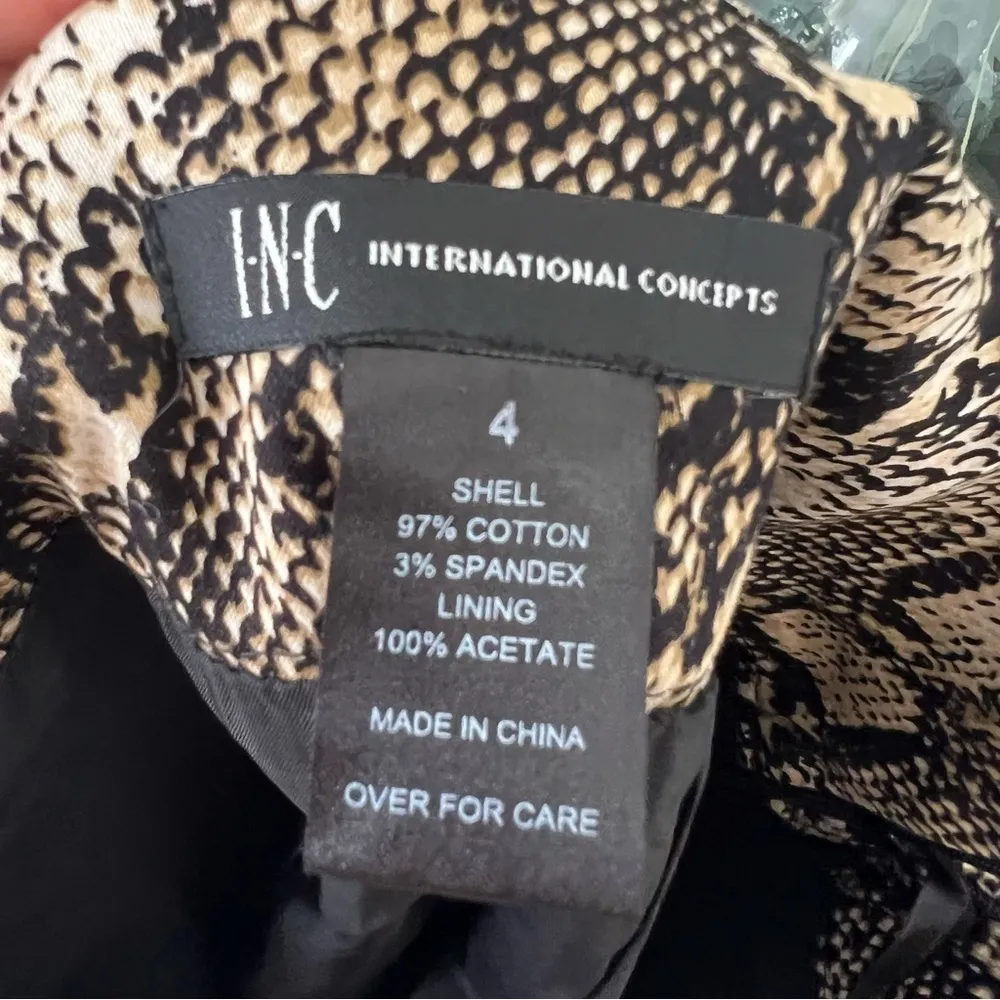 I·N·C INTERNATIONAL CONCEPTS
4
SHELL
97% COTTON
3% SPANDEX
LINING
100% ACETATE
MADE IN CHINA
OVER FOR CARE